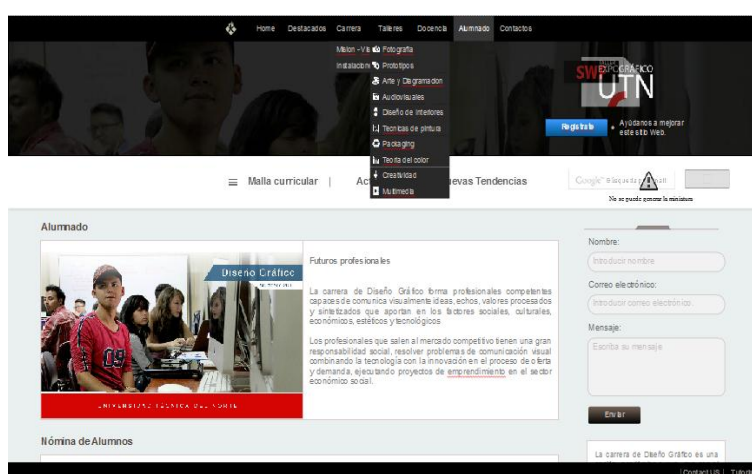 Home Destacados Carrera Talleres Docencia Alumnado Contactos
Fotografía
Prototipos
Arte y Diagramación
Audiovisuales
Diseño de Interiores
Tecnicas de pintura
Packaging
Teoria del color
Creatividad
Multimedia
EXPOGRÁFICO
UTN
Registrate
Ayúdanos a mejorar
este sitio Web.
Malla curricular | evas Tendencias
No se puede generar la miniatura
Alumnado
Diseño Gráfico
UNIVERSIDAD TÉCNICA DEL NORTE
Futuros profesionales
La carrera de Diseño Gráfico forma profesionales competentes
capaces de comunica visualmente ideas, echos, valores procesados
y sintetizados que aportan en los factores sociales, culturales,
económicos, estéticos y tecnológicos
Los profesionales que salen al mercado competitivo tienen una gran
responsabilidad social, resolver problemas de comunicación visual
combinando la tecnología con la innovación en el proceso de oferta
y demanda, ejecutando proyectos de emprendimiento en el sector
económico social.
Nombre:
Introducir nombre
Correo electrónico:
Introducir correo electrónico.
Mensaje:
Escriba su mensaje
Enviar
Nómina de Alumnos
La carrera de Diseño Gráfico es una
|Contact US | Tutoria